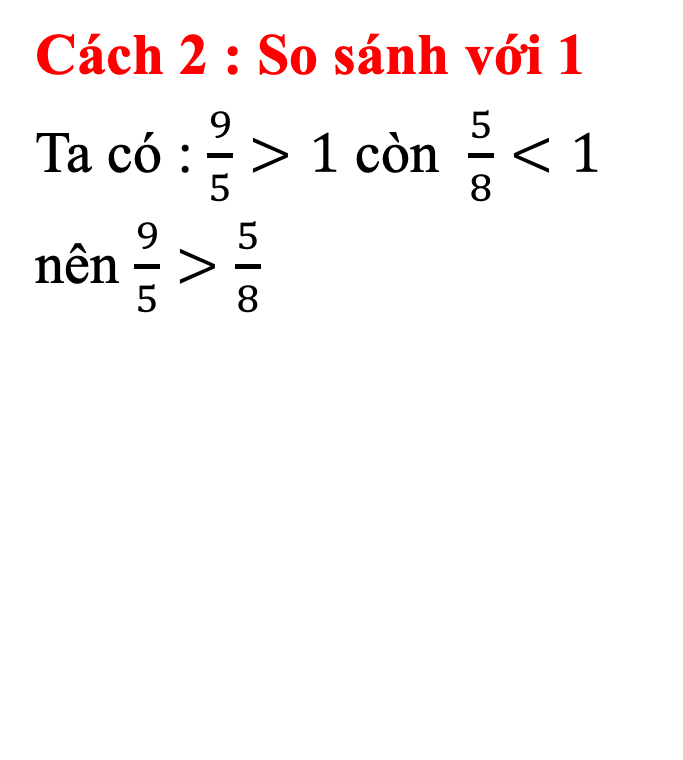 Cách 2 : So sánh với 1
Ta có : 9/5 > 1 còn 5/8 < 1
nên 9/5 > 5/8